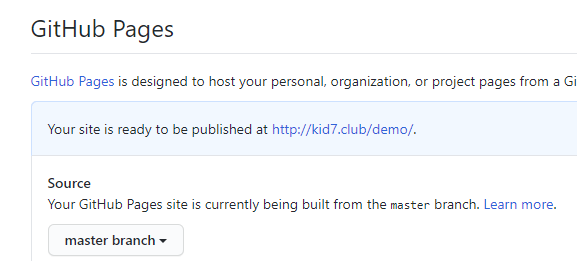 GitHub Pages
GitHub Pages is designed to host your personal, organization, or project pages from a
Your site is ready to be published at http://kid7.club/demo/.
Source
Your GitHub Pages site is currently being built from the master branch. Learn more.
master branch